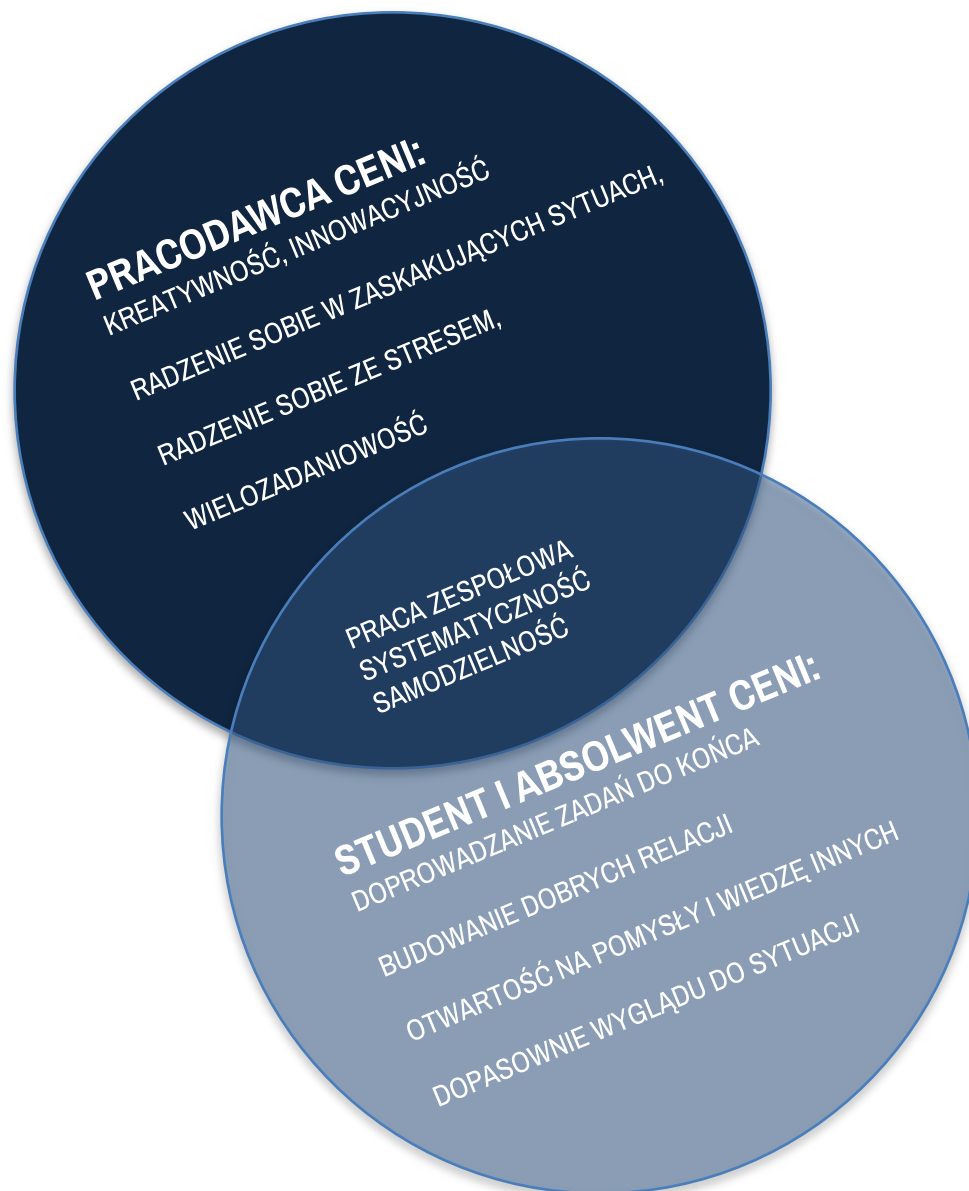 PRACODAWCA CENI:
KREATYWNOŚĆ, INNOWACYJNOŚĆ
RADZENIE SOBIE W ZASKAKUJĄCYCH SYTUACH,
RADZENIE SOBIE ZE STRESEM,
WIELOZADANIOWOŚĆ
PRACA ZESPOŁOWA
SYSTEMATYCZNOŚĆ
SAMODZIELNOŚĆ
STUDENT I ABSOLWENT CENI:
DOPROWADZANIE ZADAŃ DO KOŃCA
BUDOWANIE DOBRYCH RELACJI
OTWARTOŚĆ NA POMYSŁY I WIEDZĘ INNYCH
DOPASOWNIE WYGLĄDU DO SYTUACJI